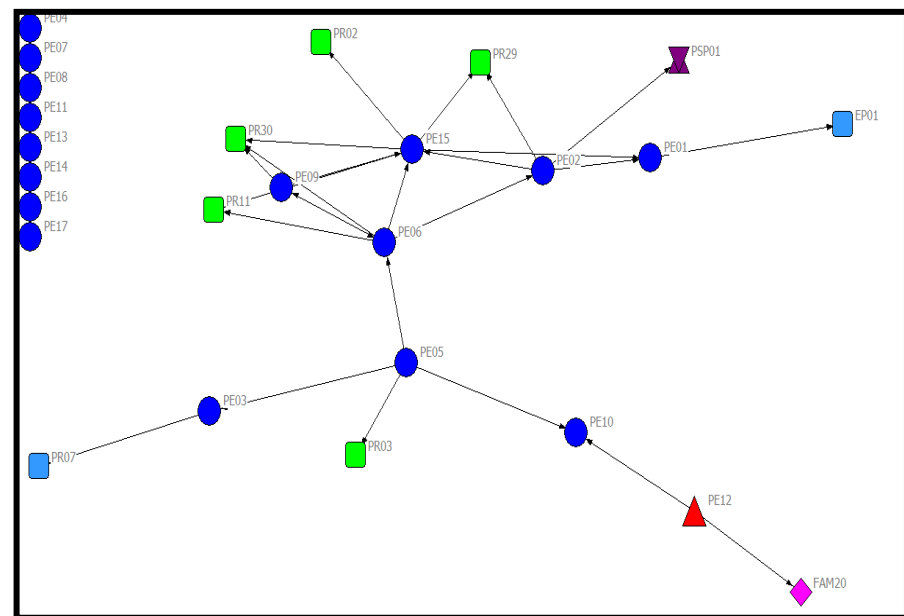 PE04
PE07
PE08
PE11
PE13
PE14
PE16
PE17
PR02
PR29
PSP01
EP01
PR30
PE15
PE02
PE01
PE09
PR11
PE06
PE05
PE03
PE10
PR03
PR07
PE12
FAM20